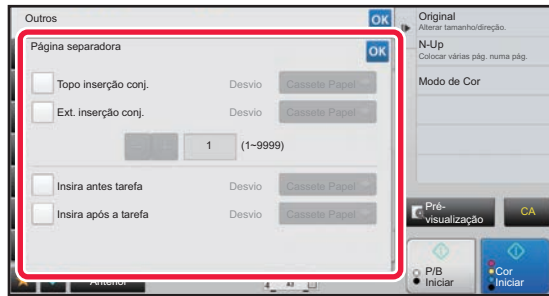 Outros
OK
Original
Alterar tamanho/direção.
Página separadora
OK
N-Up
Colocar várias pág. numa pág.
Topo inserção conj.
Desvio
Cassete Papel
Modo de Cor
Ext. inserção conj.
Desvio
Cassete Papel
1
(1~9999)
Insira antes tarefa
Desvio
Cassete Papel
Insira após a tarefa
Desvio
Cassete Papel
Pré-
visualização
CA
Anterior
P/B
Iniciar
Cor
Iniciar